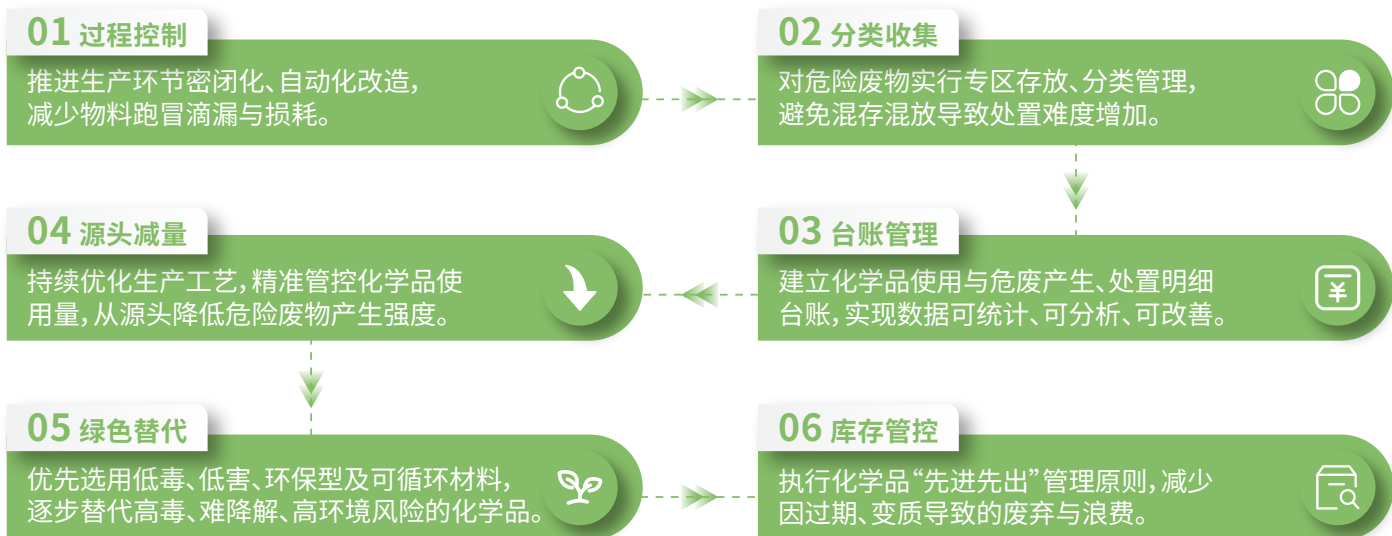 01 过程控制
推进生产环节密闭化、自动化改造，
减少物料跑冒滴漏与损耗。
02 分类收集
对危险废物实行专区存放、分类管理，
避免混存混放导致处置难度增加。
03 台账管理
建立化学品使用与危废产生、处置明细
台账，实现数据可统计、可分析、可改善。
04 源头减量
持续优化生产工艺，精准管控化学品使
用量，从源头降低危险废物产生强度。
05 绿色替代
优先选用低毒、低害、环保型及可循环材料，
逐步替代高毒、难降解、高环境风险的化学品。
06 库存管控
执行化学品“先进先出”管理原则，减少
因过期、变质导致的废弃与浪费。
¥